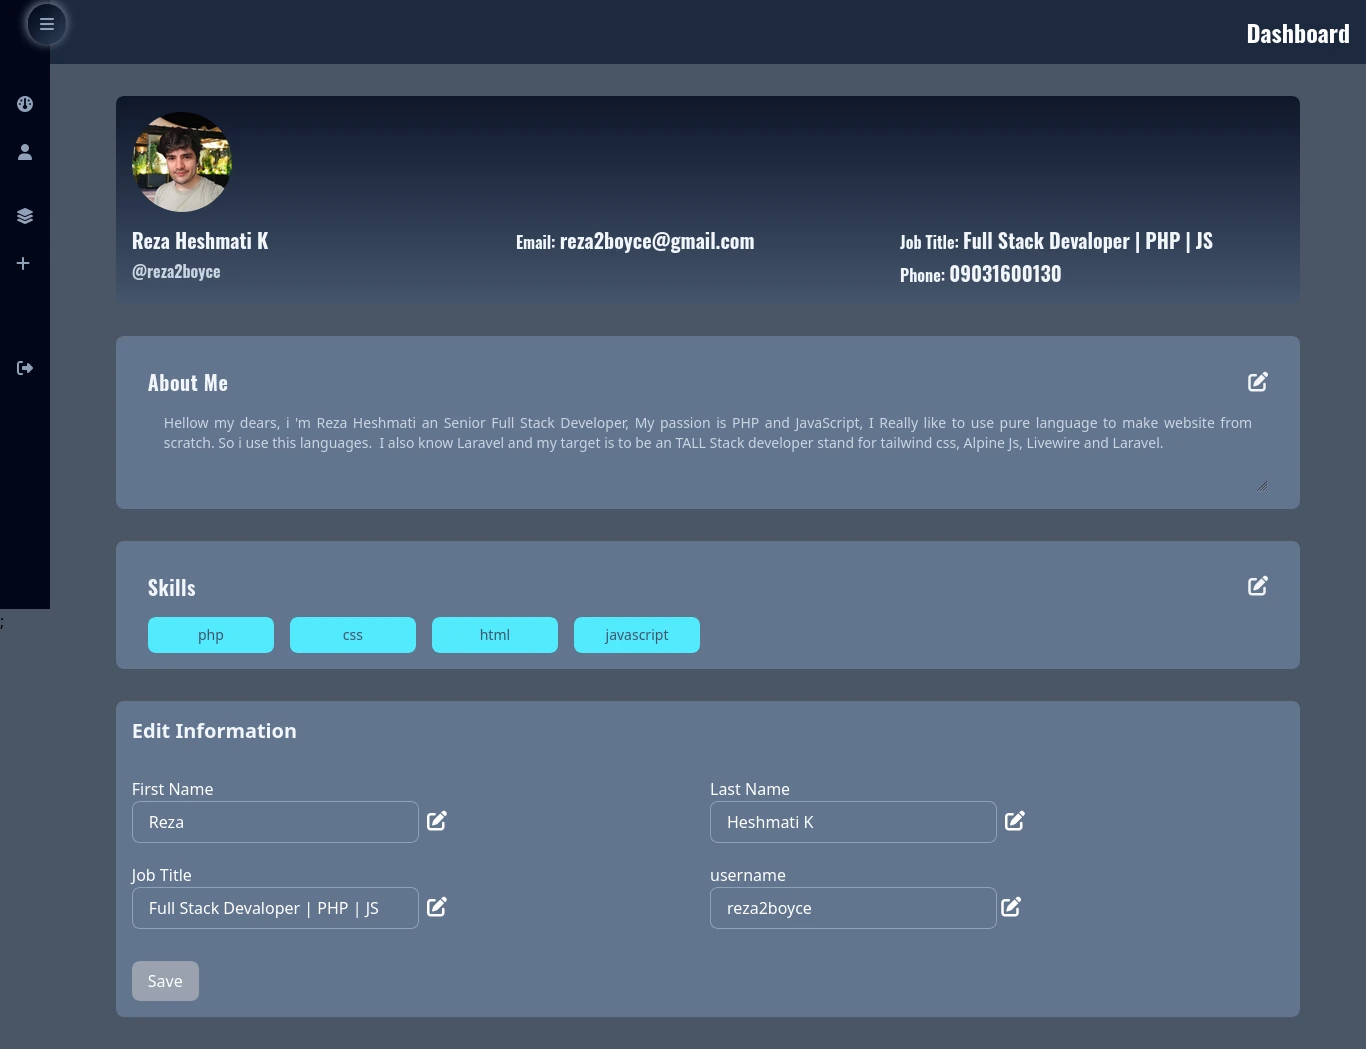 Dashboard
Reza Heshmati K
@reza2boyce
Email: reza2boyce@gmail.com
Job Title: Full Stack Devaloper | PHP | JS
Phone: 09031600130
About Me
Hellow my dears, i 'm Reza Heshmati an Senior Full Stack Developer, My passion is PHP and JavaScript, I Really like to use pure language to make website from
scratch. So i use this languages.  I also know Laravel and my target is to be an TALL Stack developer stand for tailwind css, Alpine Js, Livewire and Laravel.
Skills
php css html javascript
;
Edit Information
First Name Last Name
Reza Heshmati K
Job Title username
Full Stack Devaloper | PHP | JS reza2boyce
Save